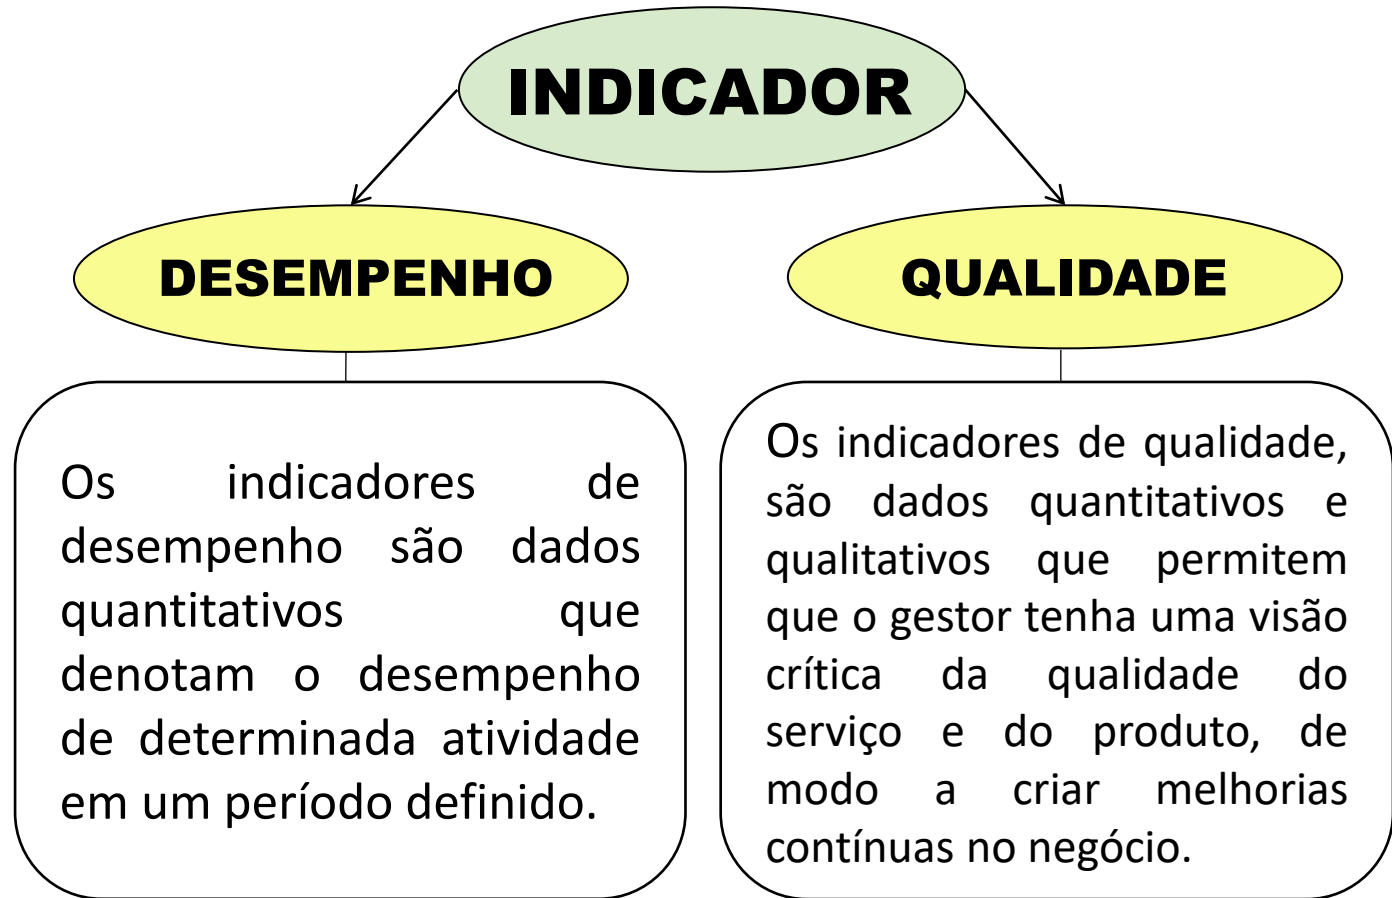 INDICADOR
DESEMPENHO
QUALIDADE
Os indicadores de
desempenho são dados
quantitativos que
denotam o desempenho
de determinada atividade
em um período definido.
Os indicadores de qualidade,
são dados quantitativos e
qualitativos que permitem
que o gestor tenha uma visão
crítica da qualidade do
serviço e do produto, de
modo a criar melhorias
contínuas no negócio.